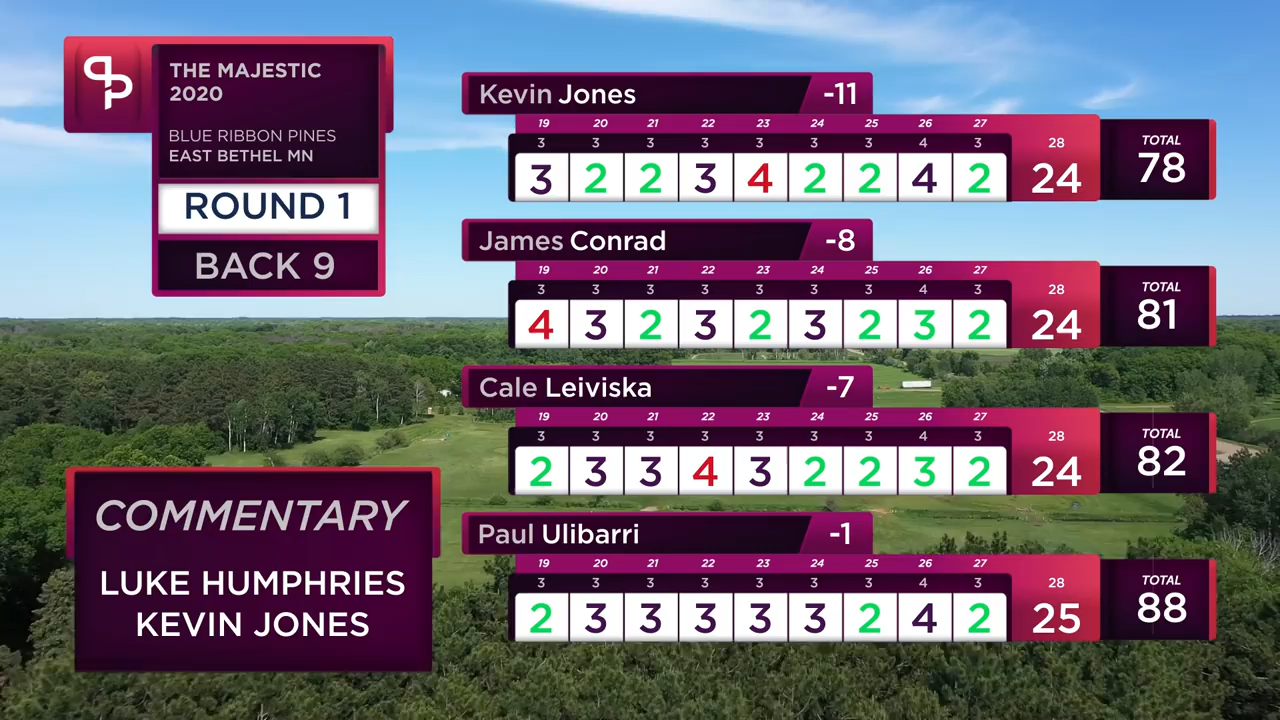 THE MAJESTIC
2020
BLUE RIBBON PINES
EAST BETHEL MN
ROUND 1
BACK 9
COMMENTARY
LUKE HUMPHRIES
KEVIN JONES
Kevin Jones -11
19 20 21 22 23 24 25 26 27
3 3 3 3 3 3 3 4 3 28 TOTAL
3 2 2 3 4 2 2 4 2 24 78
James Conrad -8
19 20 21 22 23 24 25 26 27
3 3 3 3 3 3 3 4 3 28 TOTAL
4 3 2 3 2 3 2 3 2 24 81
Cale Leiviska -7
19 20 21 22 23 24 25 26 27
3 3 3 3 3 3 3 4 3 28 TOTAL
2 3 3 4 3 2 2 3 2 24 82
Paul Ulibarri -1
19 20 21 22 23 24 25 26 27
3 3 3 3 3 3 3 4 3 28 TOTAL
2 3 3 3 3 3 2 4 2 25 88